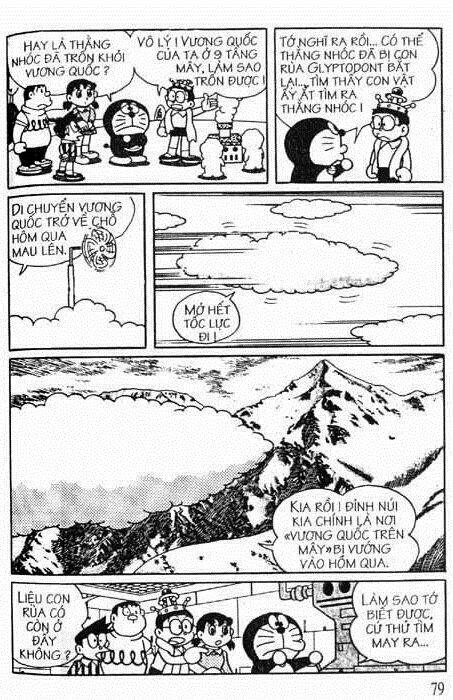 HAY LÀ THẰNG
NHÓC ĐÃ TRỐN KHỎI
VƯƠNG QUỐC ?
VÔ LÝ ! VƯƠNG QUỐC
CỦA TA Ở 9 TẦNG
MÂY, LÀM SAO
TRỐN ĐƯỢC !
TỚ NGHĨ RA RỒI... CÓ THỂ
THẰNG NHÓC ĐÃ BỊ CON
RÙA GLYPTODONT BẮT
LẠI... TÌM THẤY CON VẬT
ẤY ẮT TÌM RA
THẰNG NHÓC !
DI CHUYỂN VƯƠNG
QUỐC TRỞ VỀ CHỖ
HÔM QUA
MAU LÊN.
MỞ HẾT
TỐC LỰC
ĐI !
KIA RỒI ! ĐỈNH NÚI
KIA CHÍNH LÀ NƠI
«VƯƠNG QUỐC TRÊN
MÂY» BỊ VƯỚNG
VÀO HÔM QUA.
LIỆU CON
RÙA CÓ
CÒN Ở
ĐÂY
KHÔNG ?
LÀM SAO TỚ
BIẾT ĐƯỢC,
CỨ THỬ TÌM
MAY RA...
79